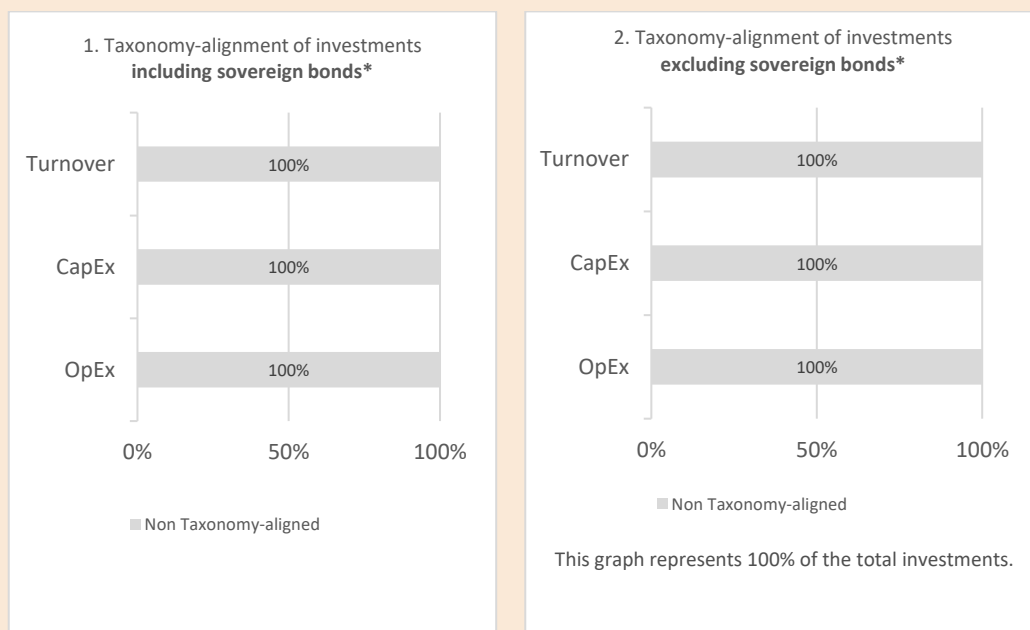 1. Taxonomy-alignment of investments
including sovereign bonds*
Turnover
100%
CapEx
100%
OpEx
100%
0%
50%
100%
Non Taxonomy-aligned
2. Taxonomy-alignment of investments
excluding sovereign bonds*
Turnover
100%
CapEx
100%
OpEx
100%
0%
50%
100%
Non Taxonomy-aligned
This graph represents 100% of the total investments.